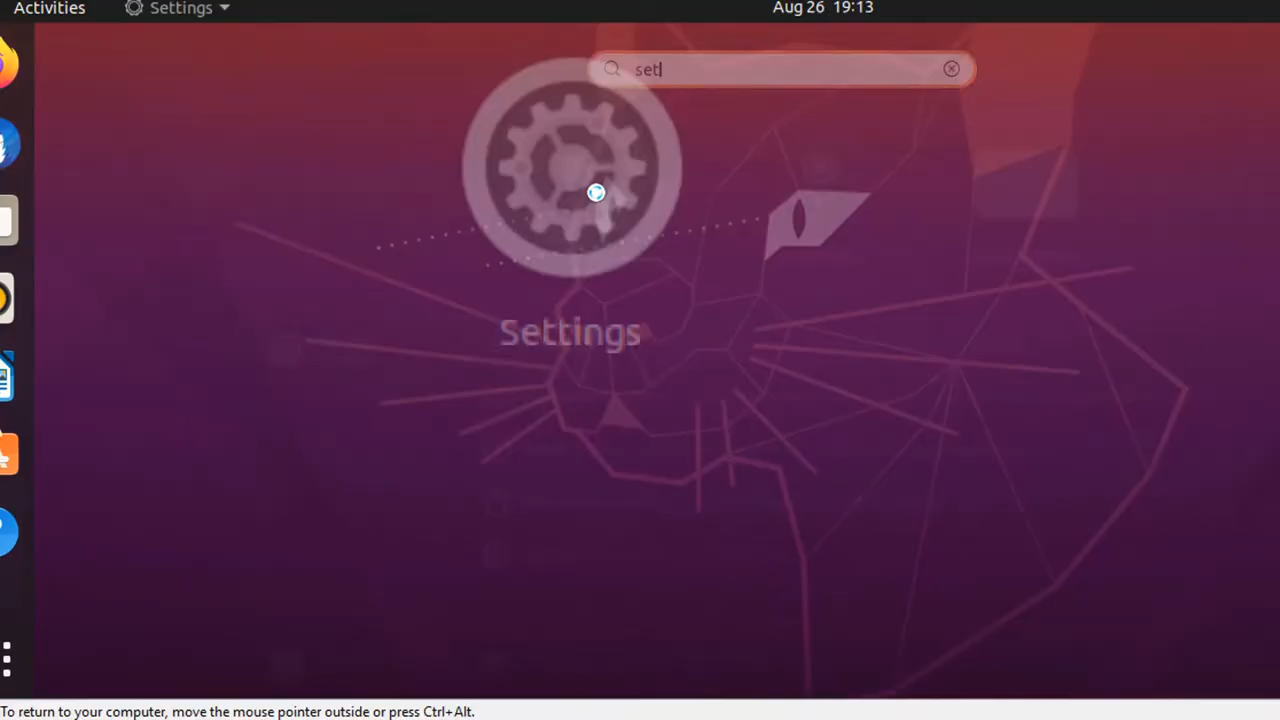 Activities
Settings
Aug 26 19:13
set
Settings
To return to your computer, move the mouse pointer outside or press Ctrl+Alt.